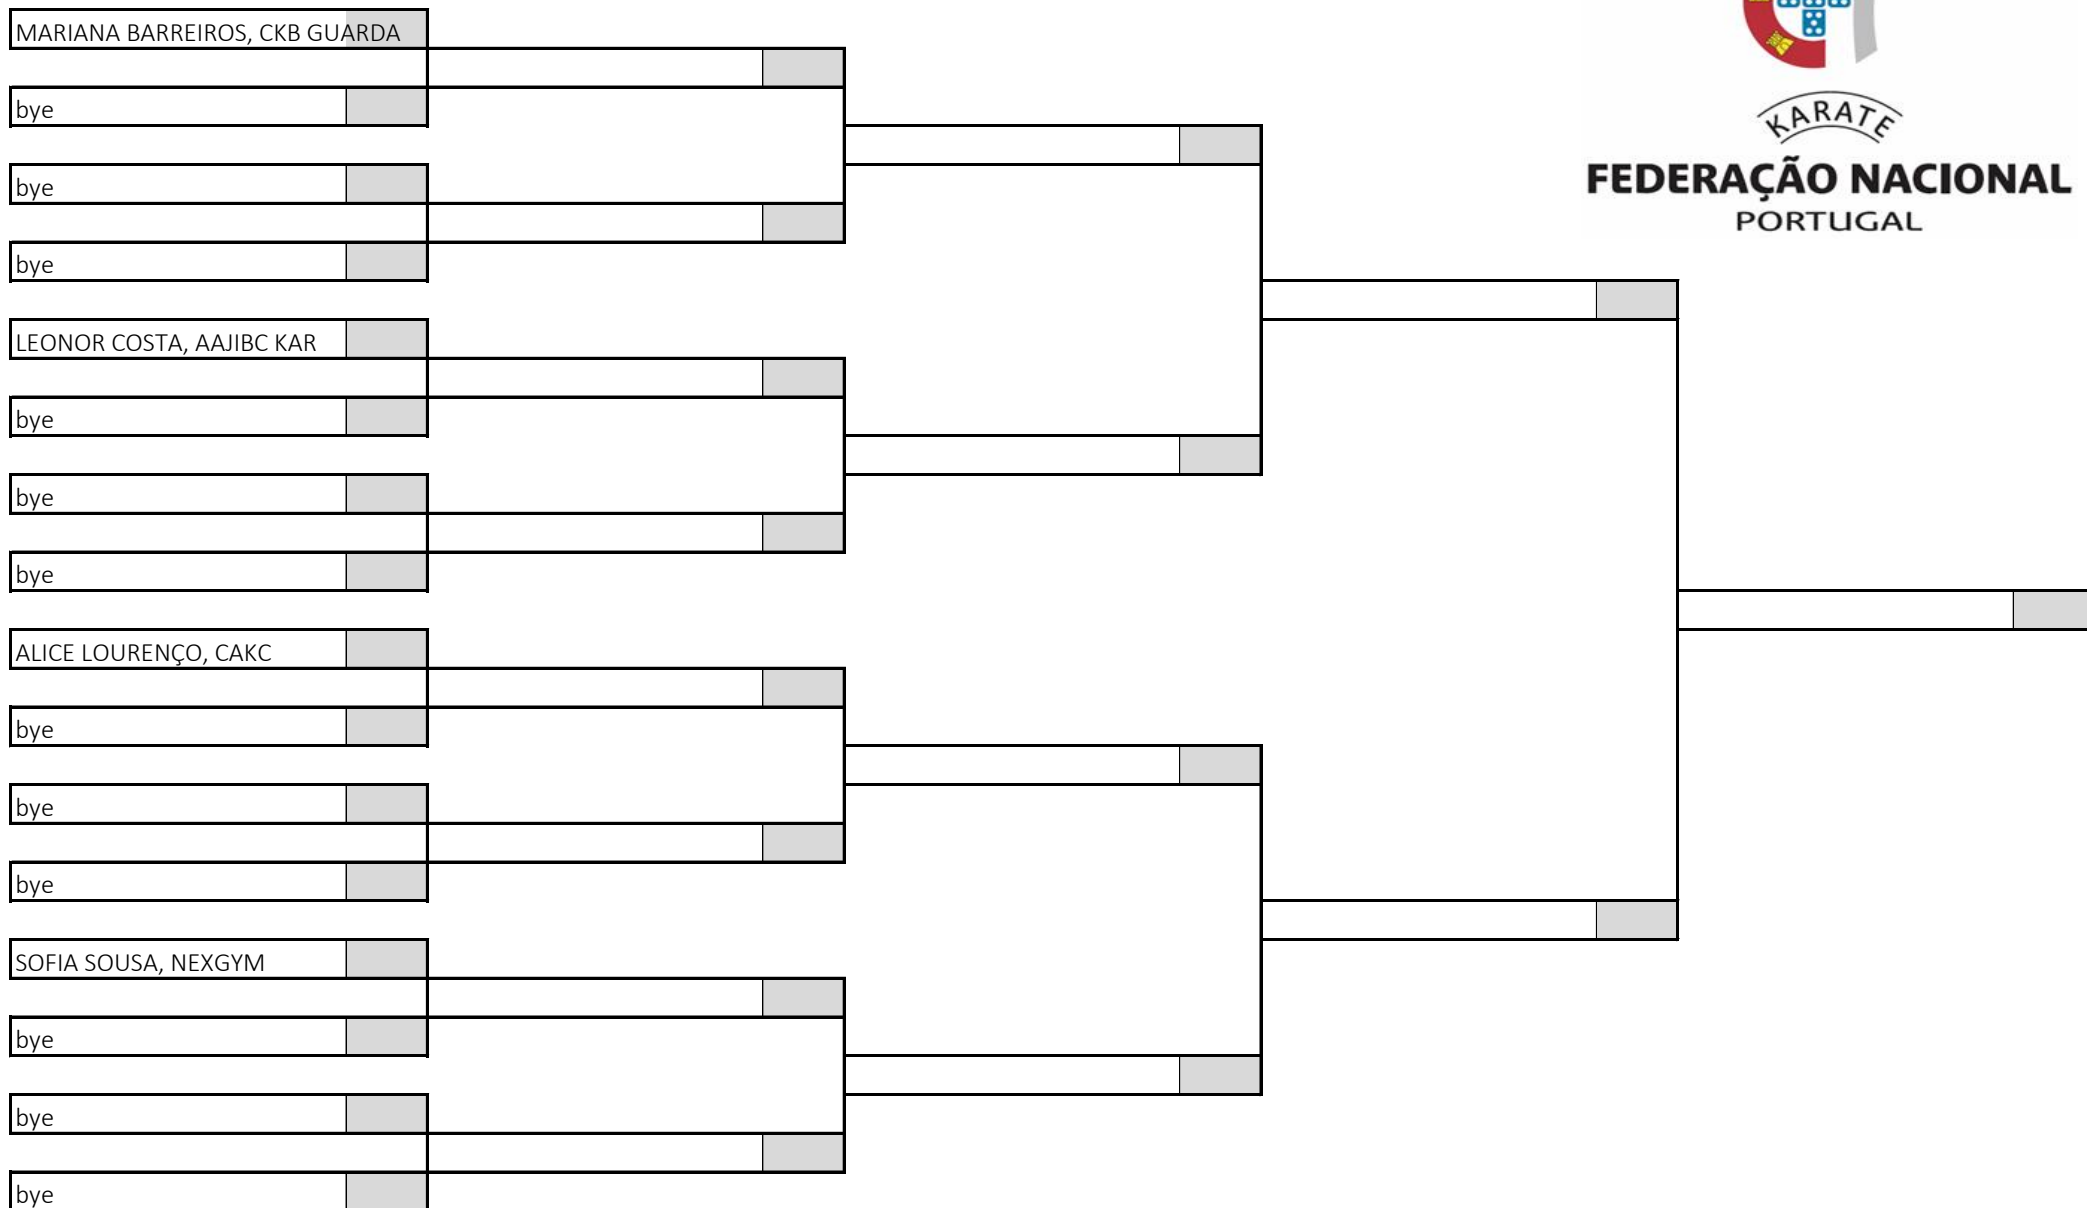 MARIANA BARREIROS, CKB GUARDA
bye
bye
bye
LEONOR COSTA, AAJIBC KAR
bye
bye
bye
ALICE LOURENÇO, CAKC
bye
bye
bye
SOFIA SOUSA, NEXGYM
bye
bye
bye
KARATE
FEDERAÇÃO NACIONAL
PORTUGAL